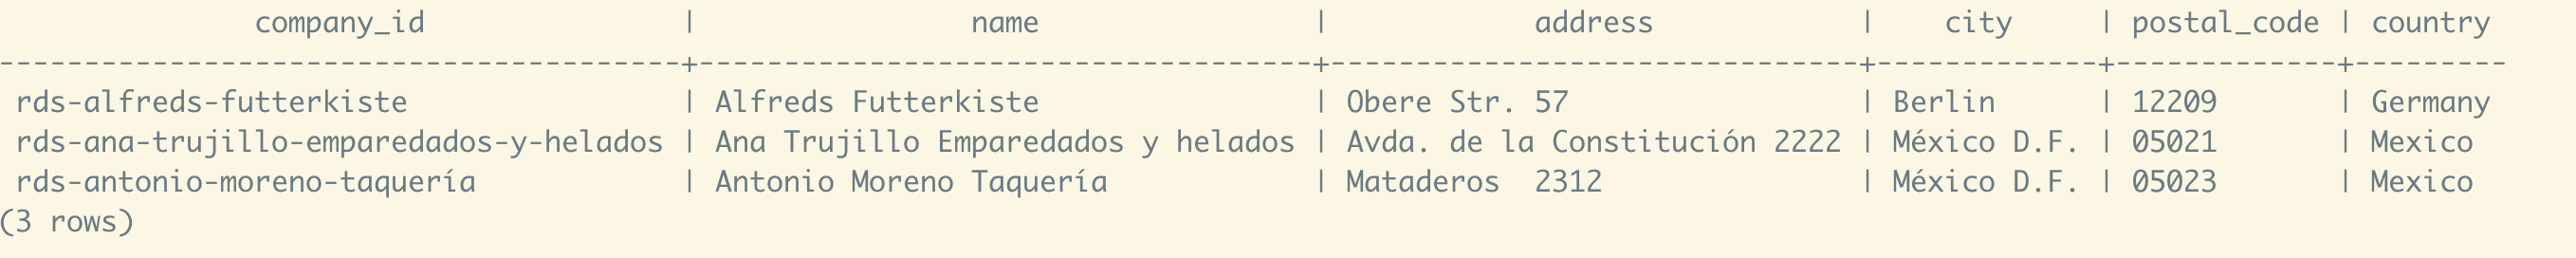 company_id               |                name                |            address            |    city     | postal_code | country
---------------------------------------+------------------------------------+-------------------------------+-------------+-------------+---------
 rds-alfreds-futterkiste                | Alfreds Futterkiste                | Obere Str. 57                 | Berlin      | 12209       | Germany
 rds-ana-trujillo-emparedados-y-helados | Ana Trujillo Emparedados y helados | Avda. de la Constitución 2222 | México D.F. | 05021       | Mexico
 rds-antonio-moreno-taquería            | Antonio Moreno Taquería            | Mataderos  2312               | México D.F. | 05023       | Mexico
(3 rows)